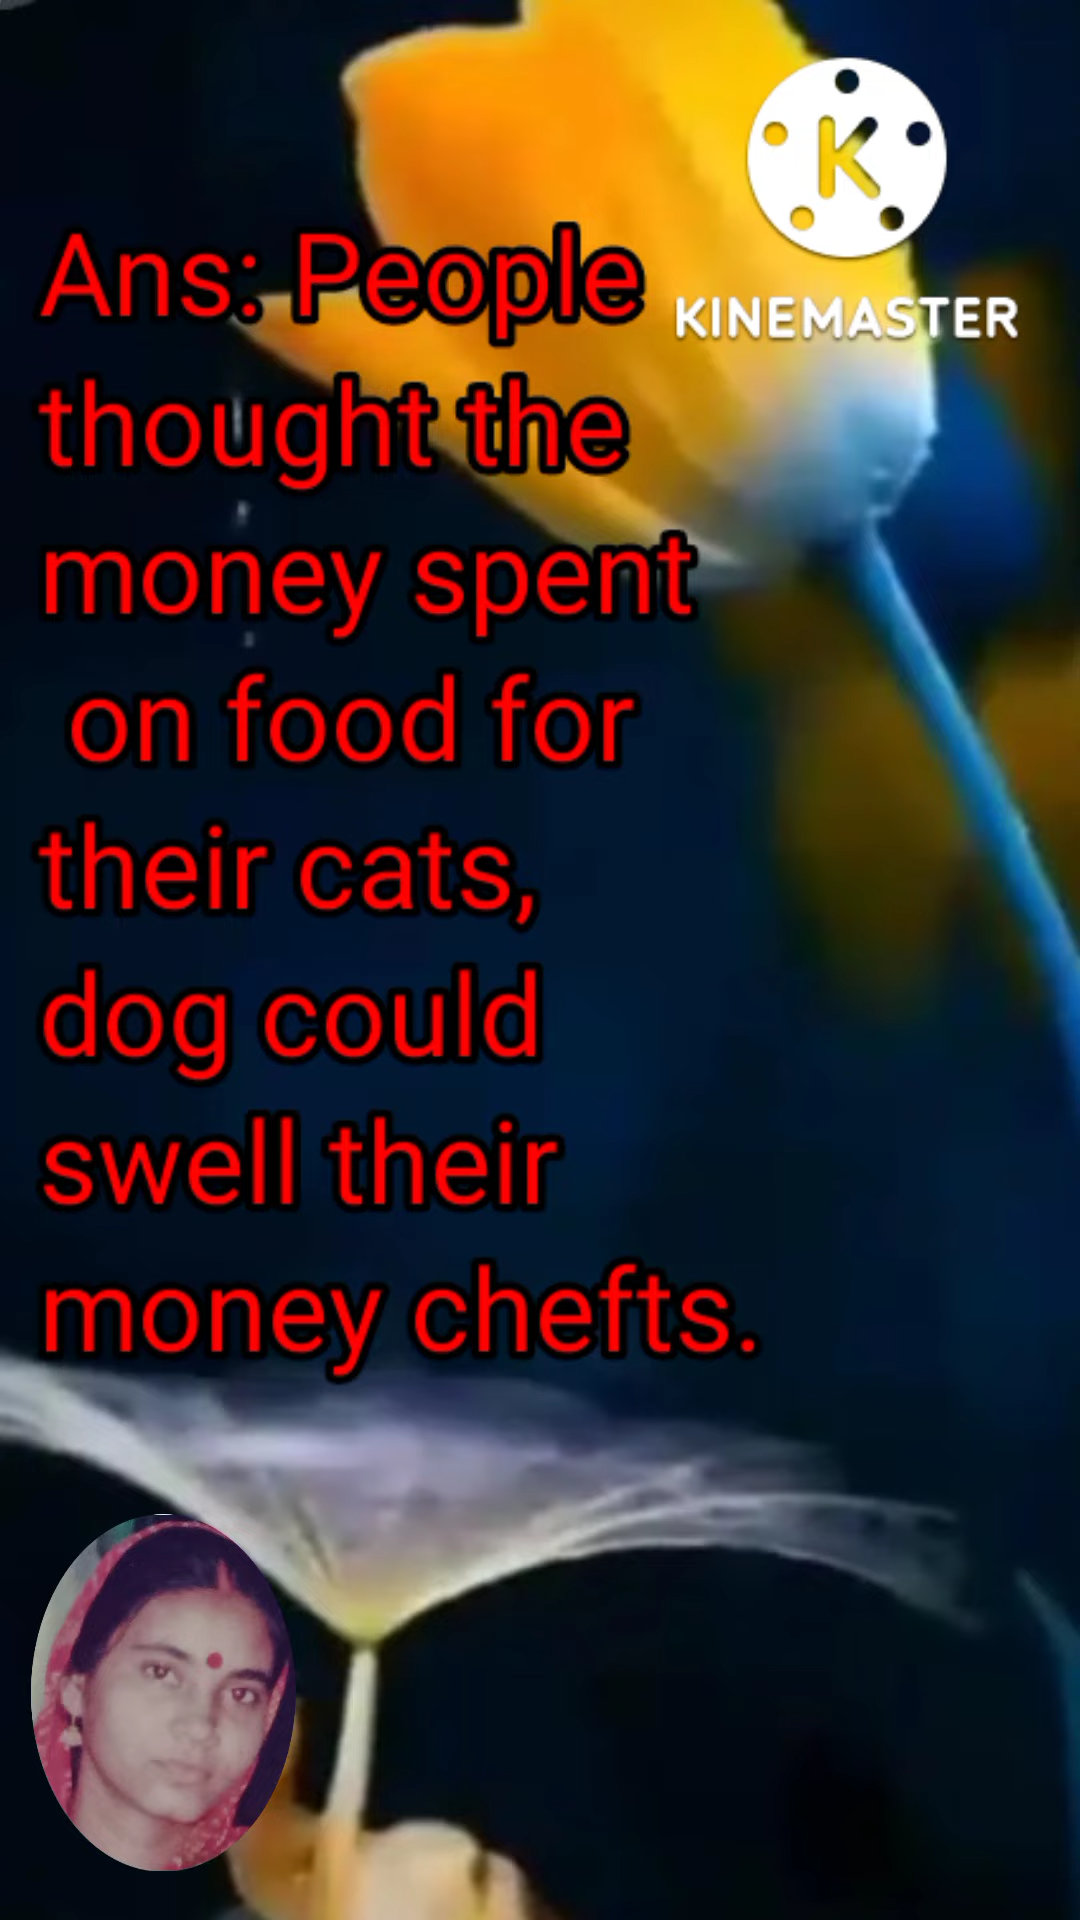 K
KINEMASTER
Ans: People
thought the
money spent
on food for
their cats,
dog could
swell their
money chefts.